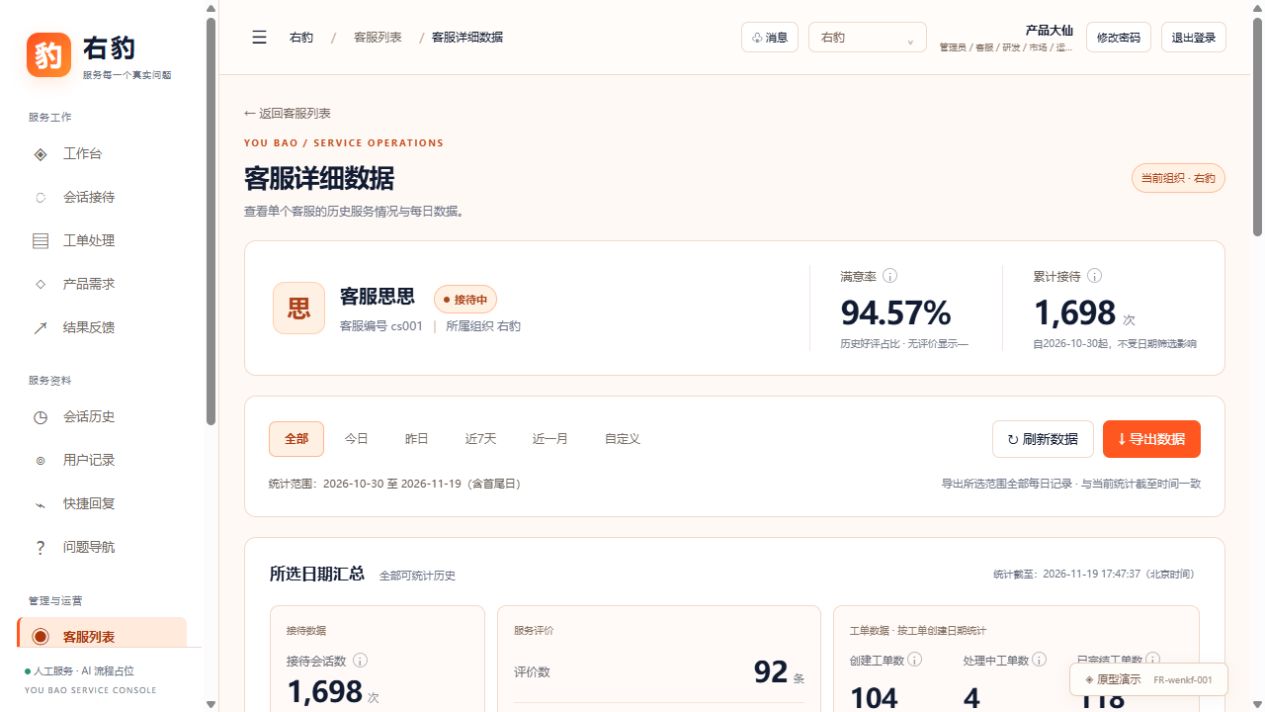 豹 右豹
服务每一个真实问题
服务工作
工作台
会话接待
工单处理
产品需求
结果反馈
服务资料
会话历史
用户记录
快捷回复
? 问题导航
管理与运营
客服列表
人工服务 · AI 流程占位
YOU BAO SERVICE CONSOLE
☰ 右豹 / 客服列表 / 客服详细数据
消息
右豹
产品大仙
管理员 / 客服 / 研发 / 市场 / 运...
修改密码
退出登录
← 返回客服列表
YOU BAO / SERVICE OPERATIONS
客服详细数据
当前组织 · 右豹
查看单个客服的历史服务情况与每日数据。
思
客服思思
接待中
客服编号 cs001 | 所属组织 右豹
满意率
94.57%
历史好评占比 · 无评价显示—
累计接待
1,698 次
自2026-10-30起，不受日期筛选影响
全部 今日 昨日 近7天 近一月 自定义
↻ 刷新数据
↓ 导出数据
统计范围：2026-10-30 至 2026-11-19（含首尾日）
导出所选范围全部每日记录 · 与当前统计截至时间一致
所选日期汇总 全部可统计历史
统计截至：2026-11-19 17:47:37（北京时间）
接待数据
接待会话数
1,698 次
服务评价
评价数
92 条
工单数据 · 按工单创建日期统计
创建工单数
104
处理中工单数
4
已完结工单数
118
◈ 原型演示 FR-wenkf-001